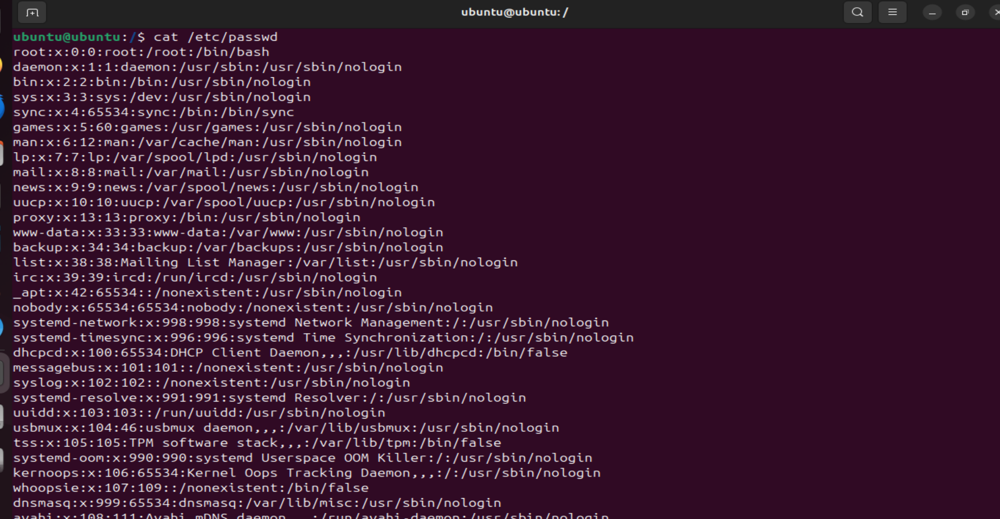 ubuntu@ubuntu: /
ubuntu@ubuntu:/$ cat /etc/passwd
root:x:0:0:root:/root:/bin/bash
daemon:x:1:1:daemon:/usr/sbin:/usr/sbin/nologin
bin:x:2:2:bin:/bin:/usr/sbin/nologin
sys:x:3:3:sys:/dev:/usr/sbin/nologin
sync:x:4:65534:sync:/bin:/bin/sync
games:x:5:60:games:/usr/games:/usr/sbin/nologin
man:x:6:12:man:/var/cache/man:/usr/sbin/nologin
lp:x:7:7:lp:/var/spool/lpd:/usr/sbin/nologin
mail:x:8:8:mail:/var/mail:/usr/sbin/nologin
news:x:9:9:news:/var/spool/news:/usr/sbin/nologin
uucp:x:10:10:uucp:/var/spool/uucp:/usr/sbin/nologin
proxy:x:13:13:proxy:/bin:/usr/sbin/nologin
www-data:x:33:33:www-data:/var/www:/usr/sbin/nologin
backup:x:34:34:backup:/var/backups:/usr/sbin/nologin
list:x:38:38:Mailing List Manager:/var/list:/usr/sbin/nologin
irc:x:39:39:ircd:/run/ircd:/usr/sbin/nologin
_apt:x:42:65534::/nonexistent:/usr/sbin/nologin
nobody:x:65534:65534:nobody:/nonexistent:/usr/sbin/nologin
systemd-network:x:998:998:systemd Network Management:/:/usr/sbin/nologin
systemd-timesync:x:996:996:systemd Time Synchronization:/:/usr/sbin/nologin
dhcpcd:x:100:65534:DHCP Client Daemon,,,:/usr/lib/dhcpcd:/bin/false
messagebus:x:101:101::/nonexistent:/usr/sbin/nologin
syslog:x:102:102::/nonexistent:/usr/sbin/nologin
systemd-resolve:x:991:991:systemd Resolver:/:/usr/sbin/nologin
uuidd:x:103:103::/run/uuidd:/usr/sbin/nologin
usbmux:x:104:46:usbmux daemon,,,:/var/lib/usbmux:/usr/sbin/nologin
tss:x:105:105:TPM software stack,,,:/var/lib/tpm:/bin/false
systemd-oom:x:990:990:systemd Userspace OOM Killer:/:/usr/sbin/nologin
kernoops:x:106:65534:Kernel Oops Tracking Daemon,,,:/:/usr/sbin/nologin
whoopsie:x:107:109::/nonexistent:/bin/false
dnsmasq:x:999:65534:dnsmasq:/var/lib/misc:/usr/sbin/nologin
avahi:x:108:111:Avahi mDNS daemon,,,:/run/avahi-daemon:/usr/sbin/nologin